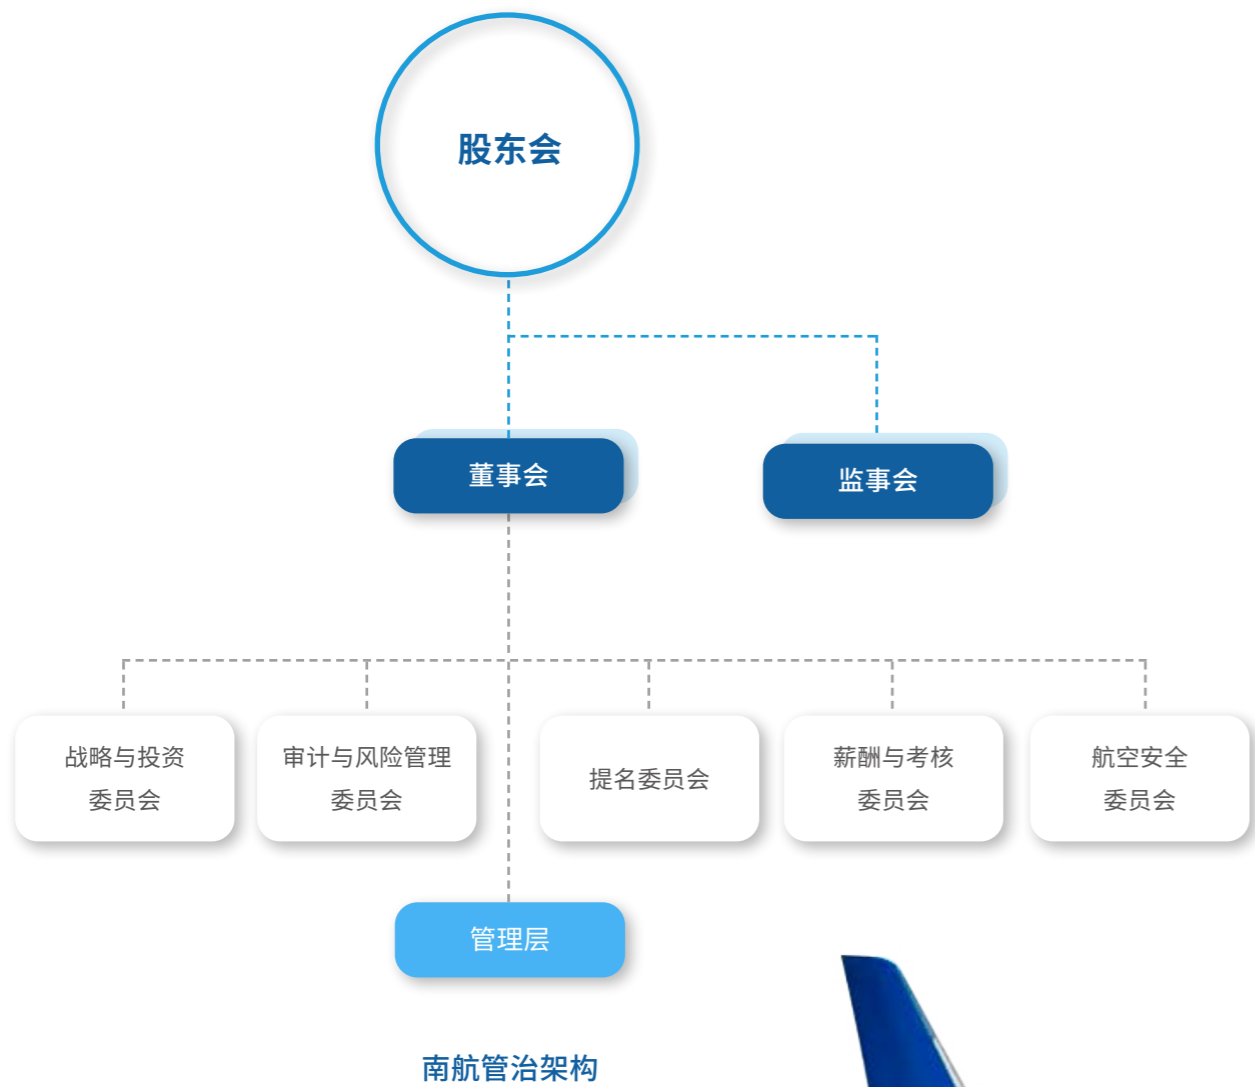 股东会
董事会
监事会
战略与投资
委员会
审计与风险管理
委员会
提名委员会
薪酬与考核
委员会
航空安全
委员会
管理层
南航管治架构